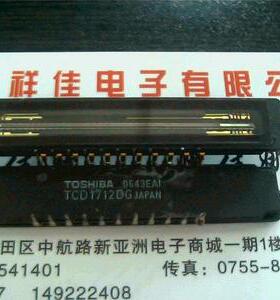 祥佳电子有限公
TOSHIBA 0643EAI
TCD1712DG JAPAN
田区中航路新亚洲电子商城一期1楼
541401
传真：0755-8
149222408